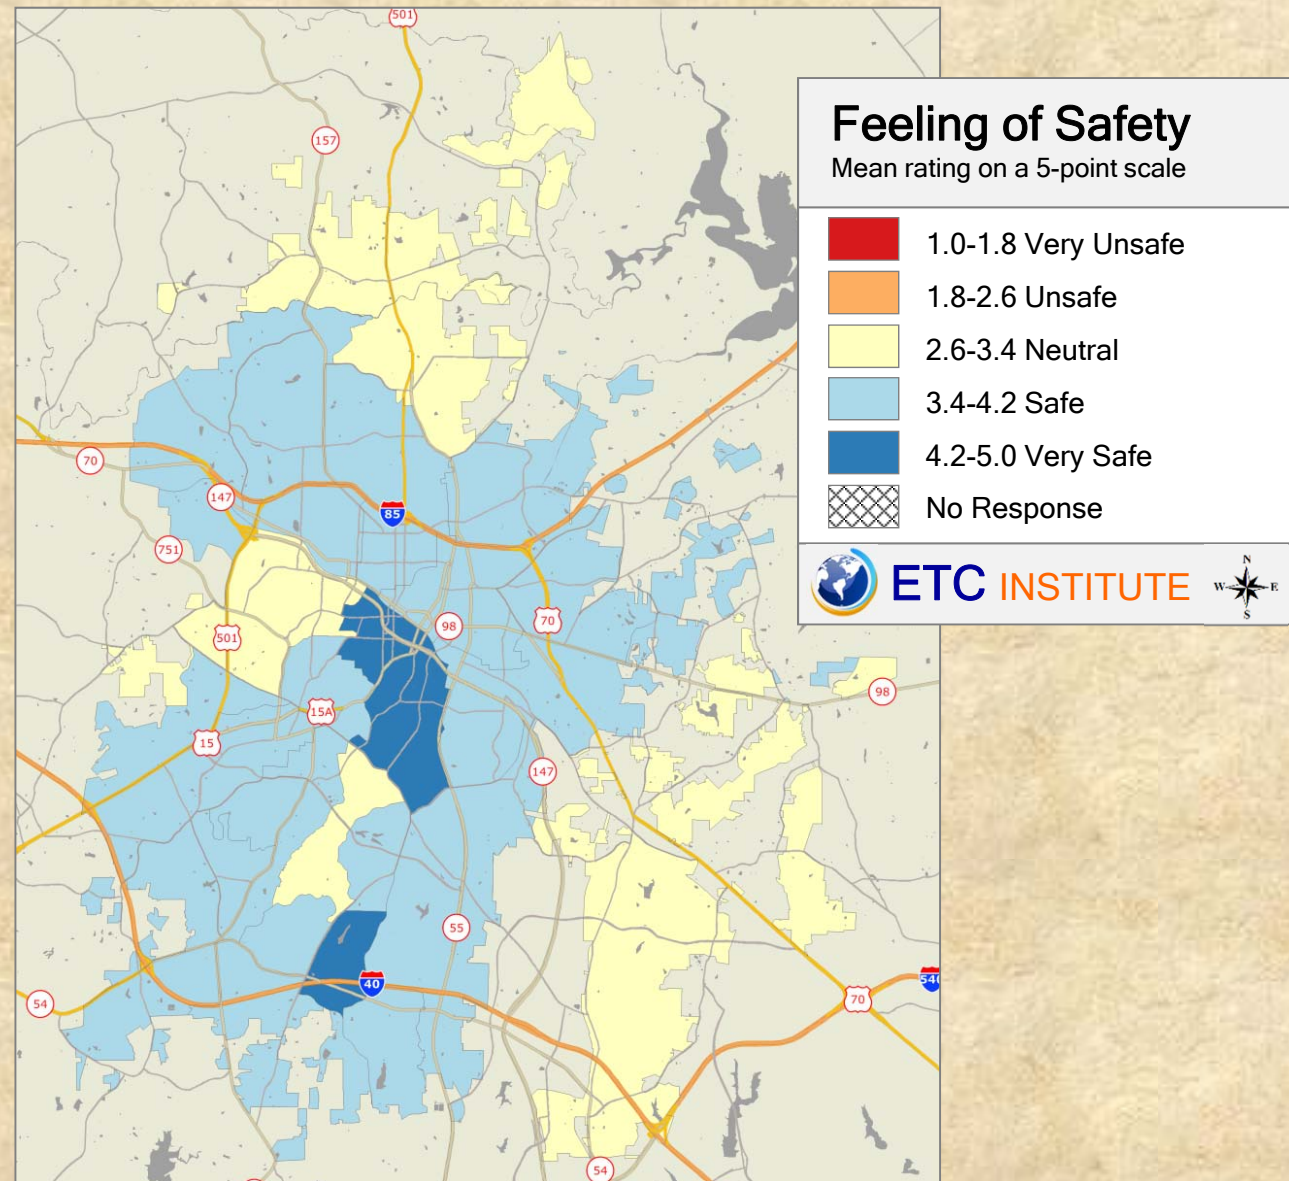 501
157
Feeling of Safety
Mean rating on a 5-point scale
1.0-1.8 Very Unsafe
1.8-2.6 Unsafe
2.6-3.4 Neutral
3.4-4.2 Safe
4.2-5.0 Very Safe
No Response
ETC INSTITUTE
N
W E
S
70
147
85
751
501
98
70
98
15A
15
147
55
40
54
70
540
54